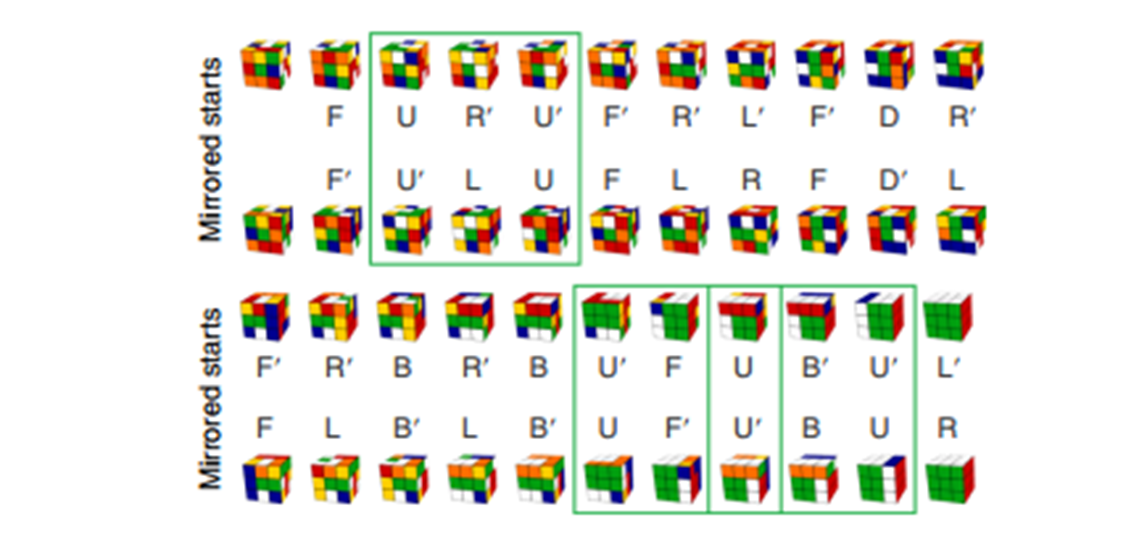 Mirrored starts
F U R′ U′ F′ R′ L′ F′ D R′
F′ U′ L U F L R F D′ L
Mirrored starts
F′ R′ B R′ B U′ F U B′ U′ L′
F L B′ L B′ U F′ U′ B U R